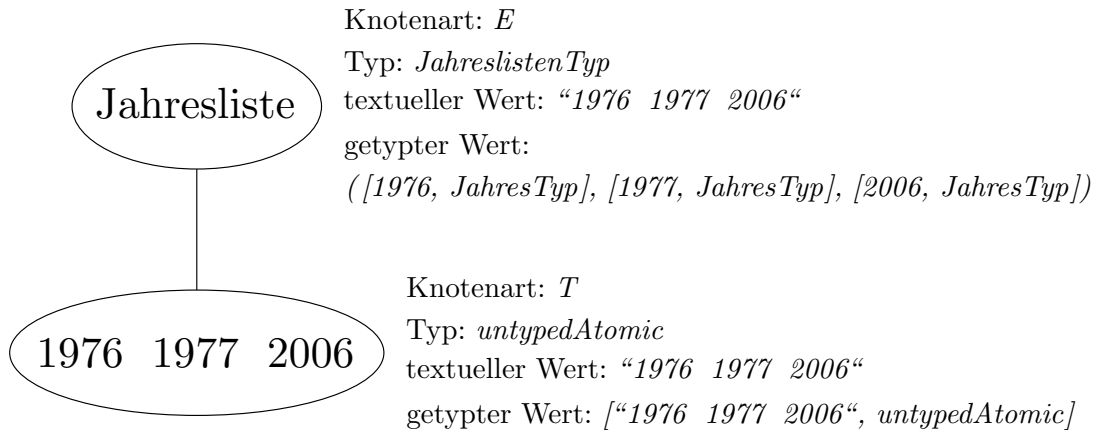 Knotenart: E
Typ: JahreslistenTyp
Jahresliste
textueller Wert: “1976 1977 2006“
getypter Wert:
([1976, JahresTyp], [1977, JahresTyp], [2006, JahresTyp])
Knotenart: T
Typ: untypedAtomic
1976 1977 2006
textueller Wert: “1976 1977 2006“
getypter Wert: [“1976 1977 2006“, untypedAtomic]